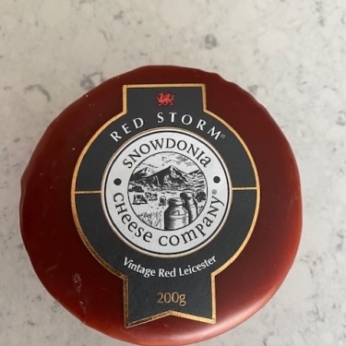 RED STORM®
SNOWDONIA
CHEESE COMPANY®
Vintage Red Leicester
200g